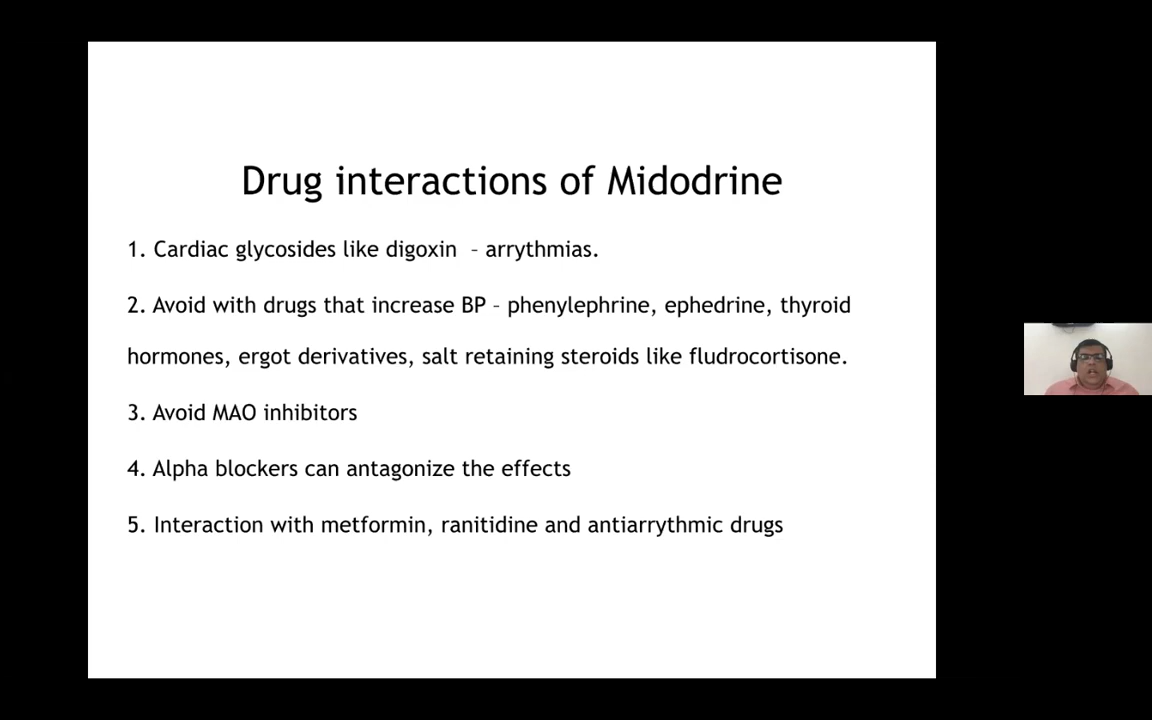 Drug interactions of Midodrine
1. Cardiac glycosides like digoxin – arrythmias.
2. Avoid with drugs that increase BP – phenylephrine, ephedrine, thyroid
hormones, ergot derivatives, salt retaining steroids like fludrocortisone.
3. Avoid MAO inhibitors
4. Alpha blockers can antagonize the effects
5. Interaction with metformin, ranitidine and antiarrythmic drugs